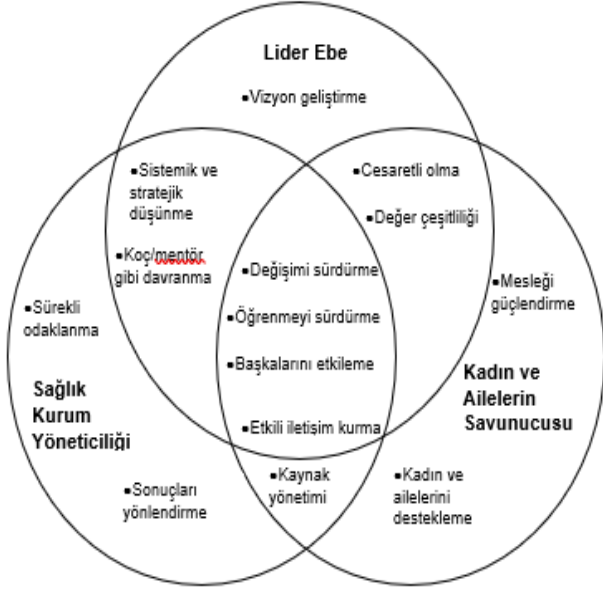 Lider Ebe
•Vizyon geliştirme
•Sistemik ve
stratejik
düşünme
•Koç/mentör
gibi davranma
•Cesaretli olma
•Değer çeşitliliği
•Değişimi sürdürme
•Öğrenmeyi sürdürme
•Başkalarını etkileme
•Etkili iletişim kurma
•Sürekli
odaklanma
Sağlık
Kurum
Yöneticiliği
•Sonuçları
yönlendirme
•Kaynak
yönetimi
•Mesleği
güçlendirme
Kadın ve
Ailelerin
Savunucusu
•Kadın ve
ailelerini
destekleme